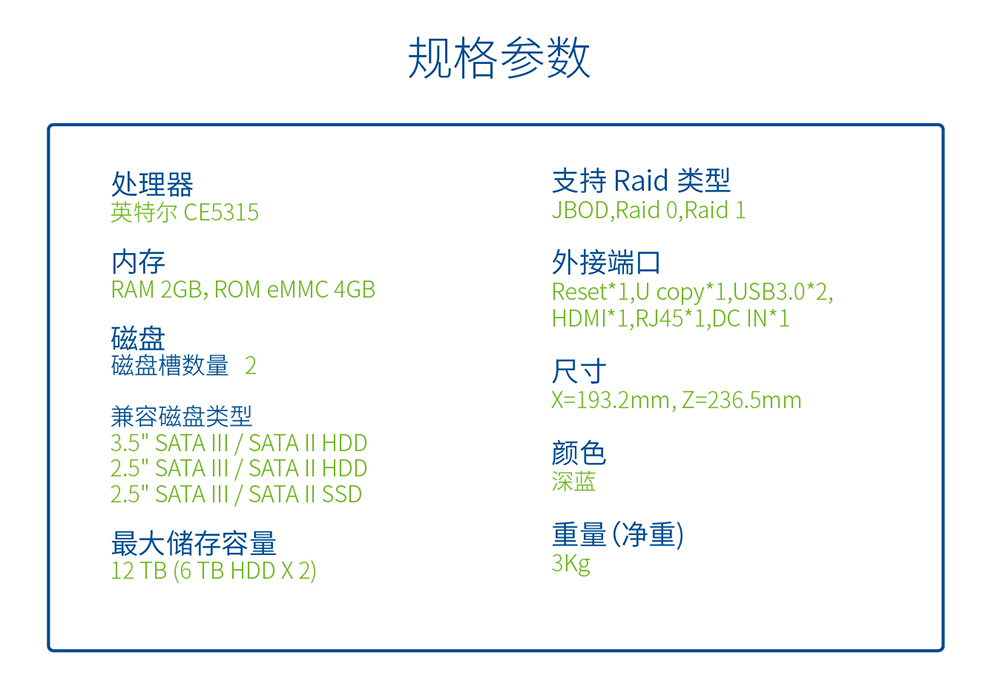 规格参数
处理器
英特尔 CE5315
内存
RAM 2GB, ROM eMMC 4GB
磁盘
磁盘槽数量 2
兼容磁盘类型
3.5" SATA III / SATA II HDD
2.5" SATA III / SATA II HDD
2.5" SATA III / SATA II SSD
最大储存容量
12 TB (6 TB HDD X 2)
支持 Raid 类型
JBOD,Raid 0,Raid 1
外接端口
Reset*1,U copy*1,USB3.0*2,
HDMI*1,RJ45*1,DC IN*1
尺寸
X=193.2mm, Z=236.5mm
颜色
深蓝
重量(净重)
3Kg